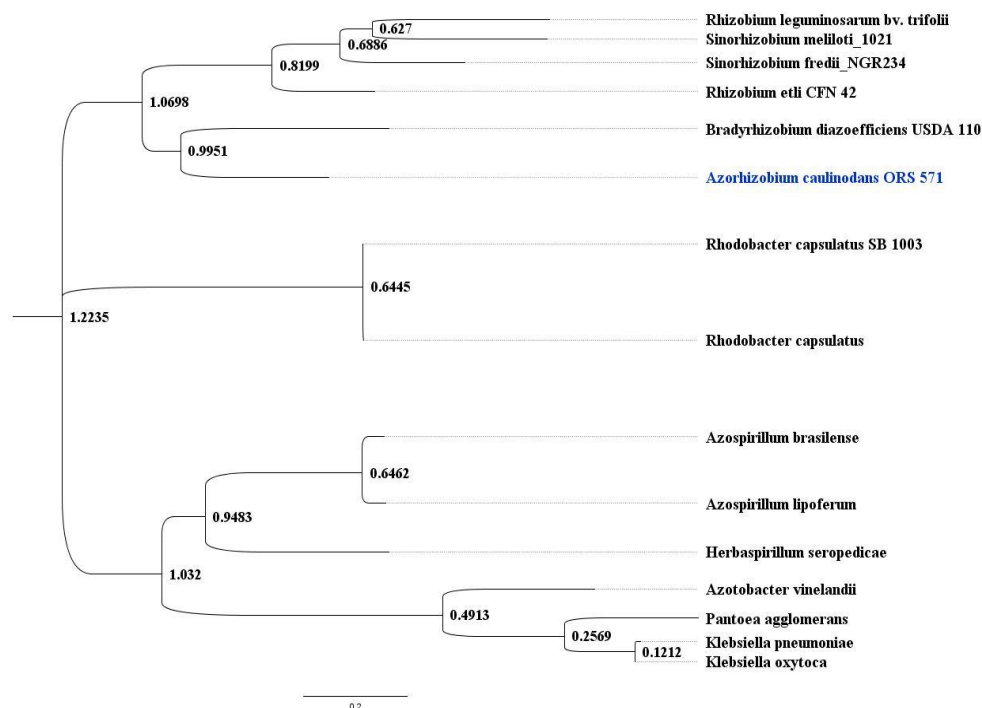 Rhizobium leguminosarum bv. trifolii
0.627
Sinorhizobium meliloti_1021
0.6886
Sinorhizobium fredii_NGR234
0.8199
Rhizobium etli CFN 42
1.0698
Bradyrhizobium diazoefficiens USDA 110
0.9951
Azorhizobium caulinodans ORS 571
Rhodobacter capsulatus SB 1003
0.6445
1.2235
Rhodobacter capsulatus
Azospirillum brasilense
0.6462
Azospirillum lipoferum
0.9483
Herbaspirillum seropedicae
1.032
Azotobacter vinelandii
0.4913
Pantoea agglomerans
0.2569
Klebsiella pneumoniae
0.1212
Klebsiella oxytoca
0.2